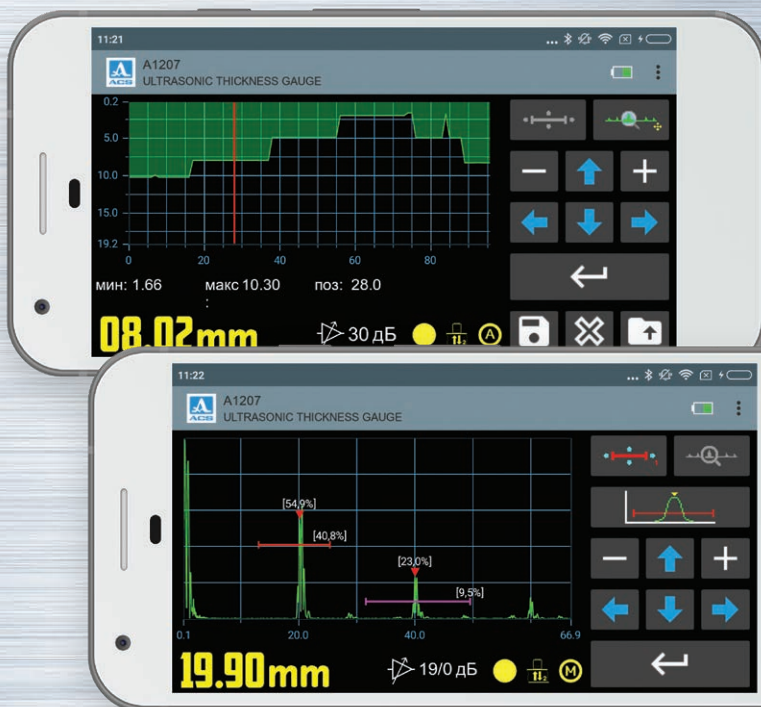 11:21
ACS
A1207
ULTRASONIC THICKNESS GAUGE
0.2
5.0
10.0
15.0
19.2
0 20 40 60 80
мин: 1.66 макс 10.30 поз: 28.0
:
08.02mm 30 дБ A
11:22
ACS
A1207
ULTRASONIC THICKNESS GAUGE
[54,9%]
[40,8%]
[23,0%]
[9,5%]
0.1 20.0 40.0 66.9
19.90mm 19/0 дБ M